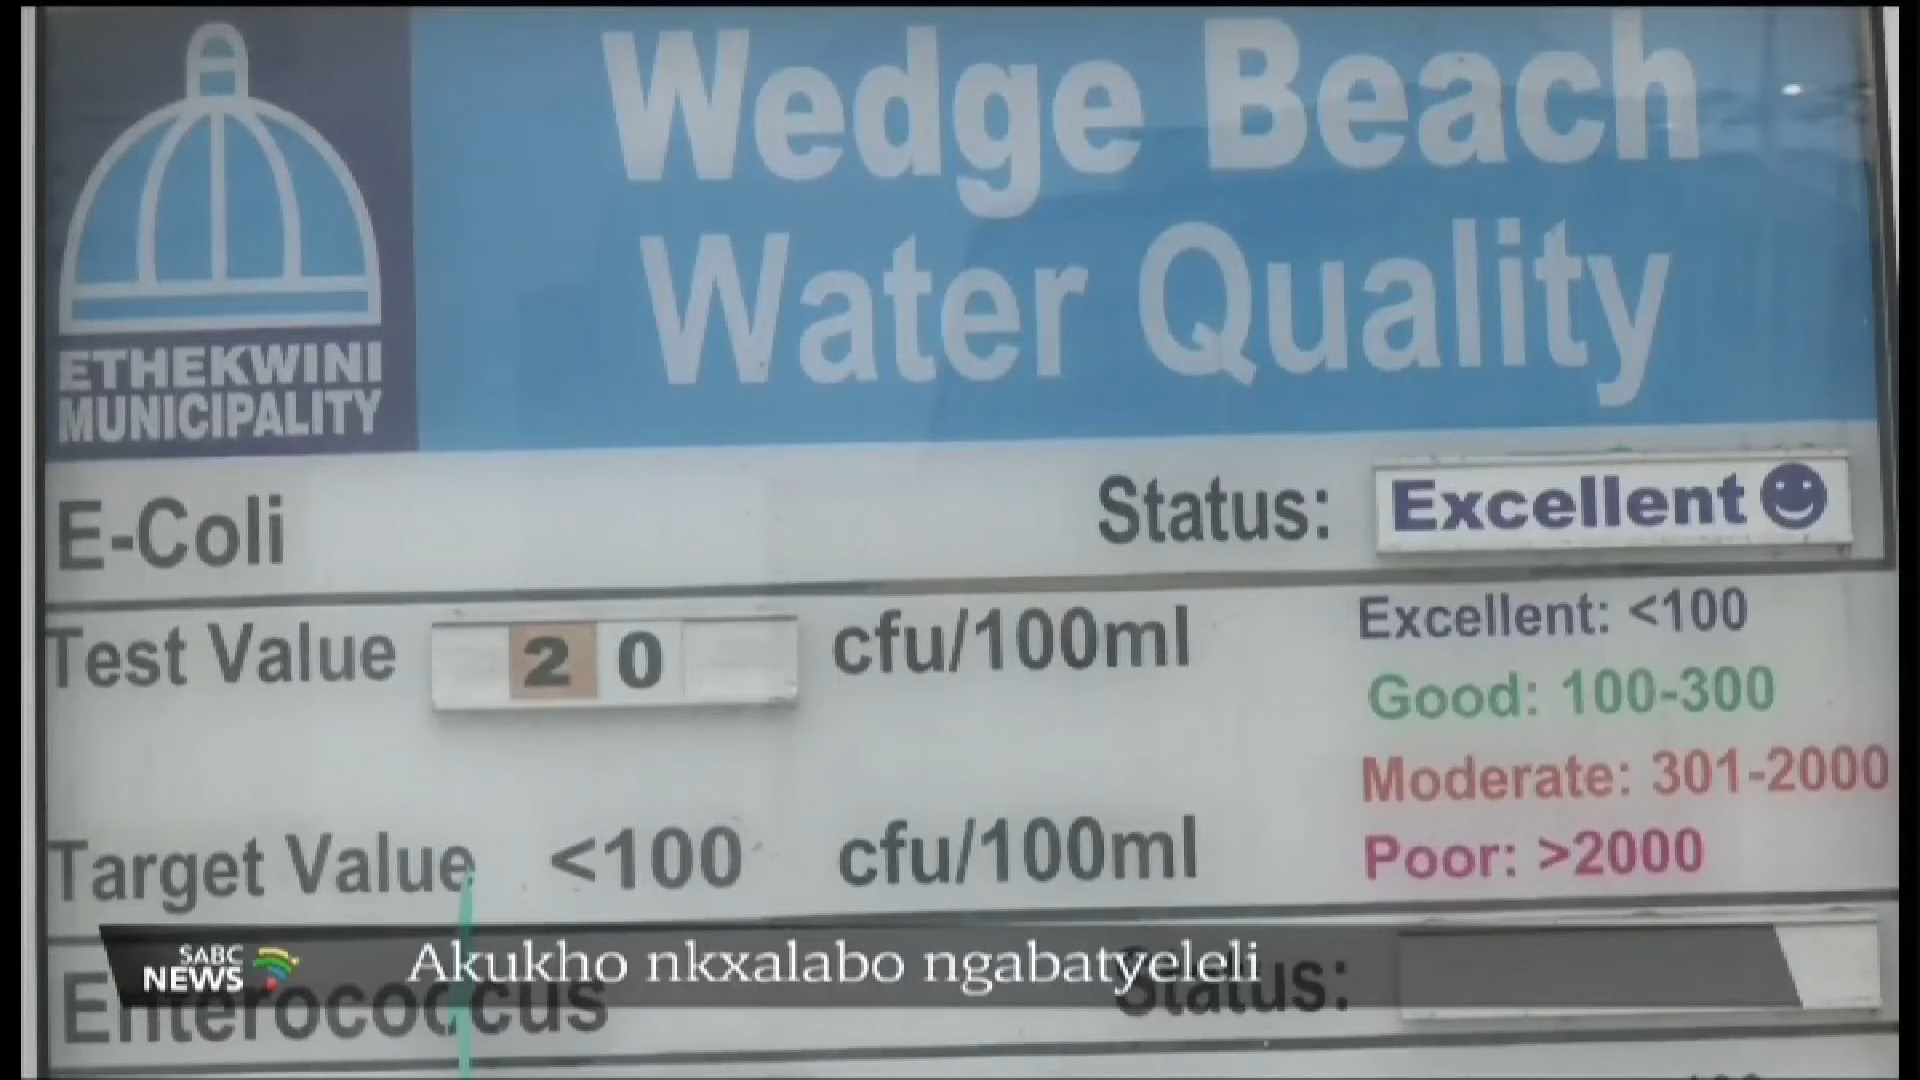 Wedge Beach
Water Quality
ETHEKWINI
MUNICIPALITY
E-Coli
Status: Excellent
Test Value 20 cfu/100ml
Excellent: <100
Good: 100-300
Moderate: 301-2000
Poor: >2000
Target Value <100 cfu/100ml
SABC
NEWS
Akukho nkxalabo ngabatyeleli
Enterococcus
Status: